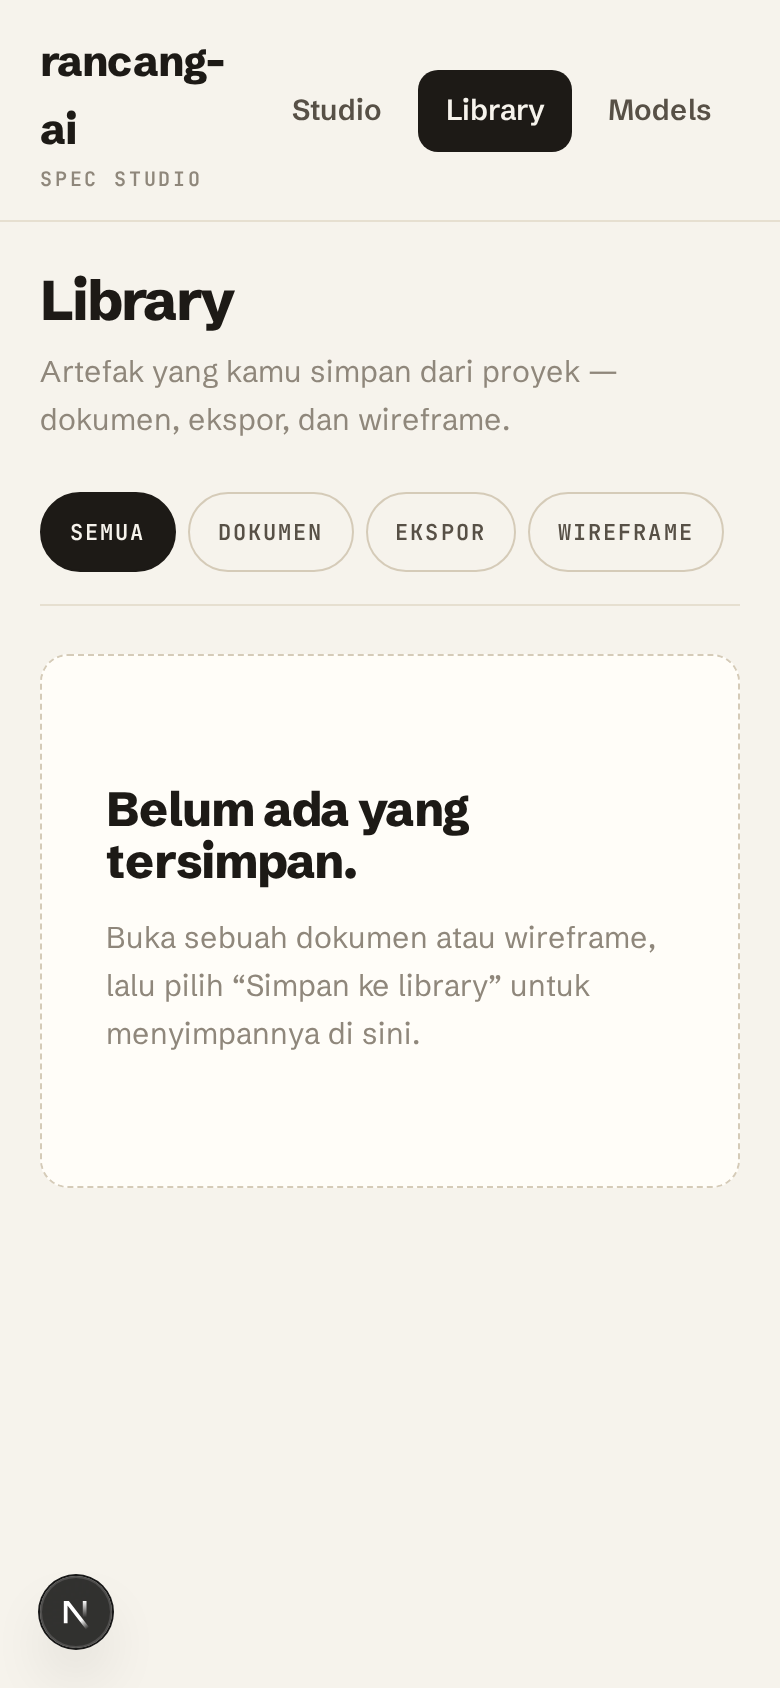 rancang-
ai
SPEC STUDIO
Studio
Library
Models
Library
Artefak yang kamu simpan dari proyek —
dokumen, ekspor, dan wireframe.
SEMUA
DOKUMEN
EKSPOR
WIREFRAME
Belum ada yang
tersimpan.
Buka sebuah dokumen atau wireframe,
lalu pilih “Simpan ke library” untuk
menyimpannya di sini.
N